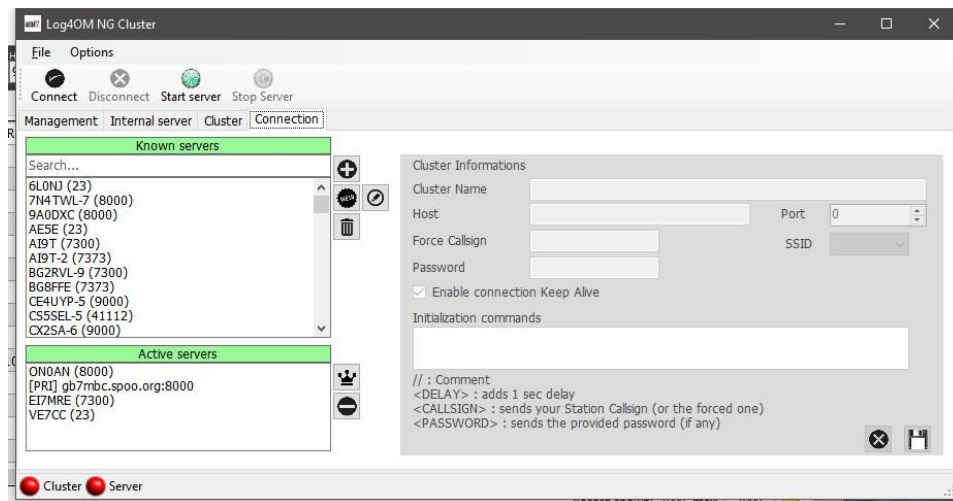 Log4OM NG Cluster
File Options
Connect Disconnect Start server Stop Server
Management Internal server Cluster Connection
Known servers
Search...
6L0NJ (23)
7N4TWL-7 (8000)
9A0DXC (8000)
AE5E (23)
AI9T (7300)
AI9T-2 (7373)
BG2RVL-9 (7300)
BG8FFE (7373)
CE4UYP-5 (9000)
CS5SEL-5 (41112)
CX2SA-6 (9000)
NEW
Active servers
ON0AN (8000)
[PRI] gb7mbc.spoo.org:8000
EI7MRE (7300)
VE7CC (23)
Cluster Informations
Cluster Name
Host Port 0
Force Callsign SSID
Password
Enable connection Keep Alive
Initialization commands
// : Comment
<DELAY> : adds 1 sec delay
<CALLSIGN> : sends your Station Callsign (or the forced one)
<PASSWORD> : sends the provided password (if any)
Cluster Server